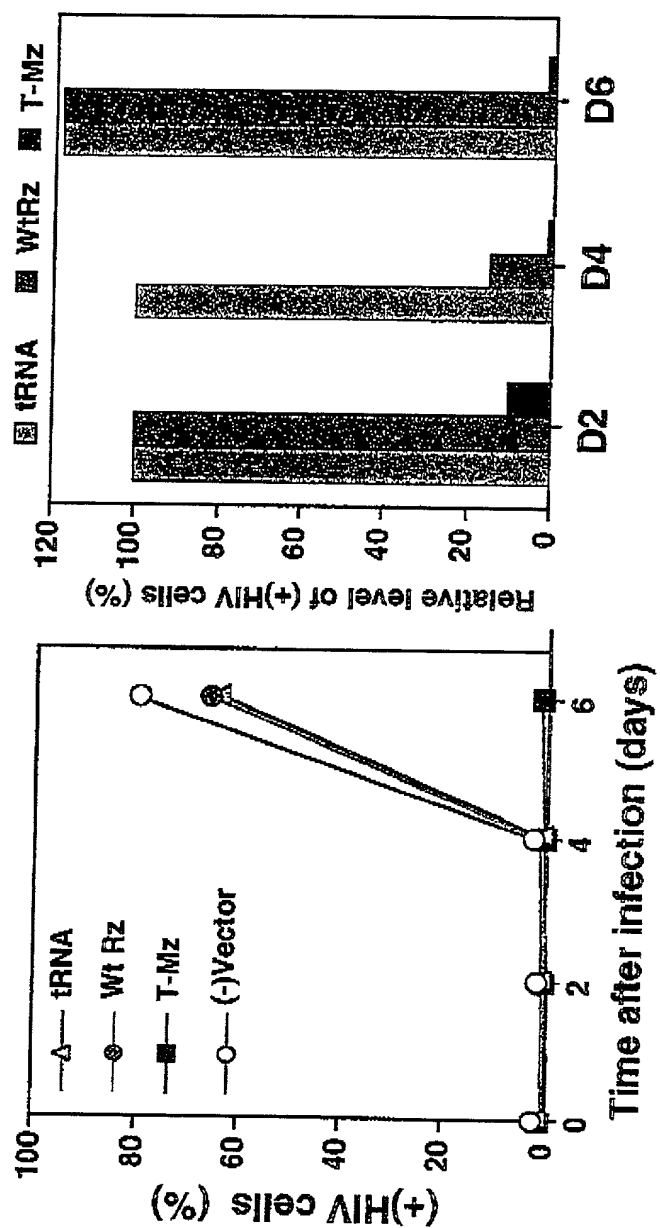 100
80
60
40
20
0
(+)HIV cells (%)
tRNA
Wt Rz
T-Mz
(-)Vector
0 2 4 6
Time after infection (days)
tRNA WtRz T-Mz
120
100
80
60
40
20
0
Relative level of (+)HIV cells (%)
D2 D4 D6